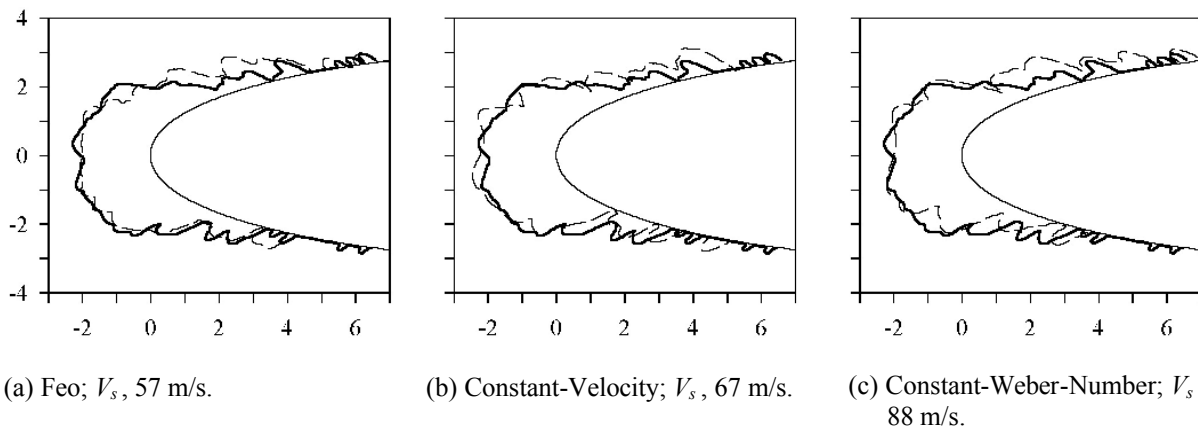 4
2
0
-2
-4
-2 0 2 4 6
-2 0 2 4 6
-2 0 2 4 6
(a) Feo; Vs, 57 m/s.
(b) Constant-Velocity; Vs, 67 m/s.
(c) Constant-Weber-Number; Vs
88 m/s.